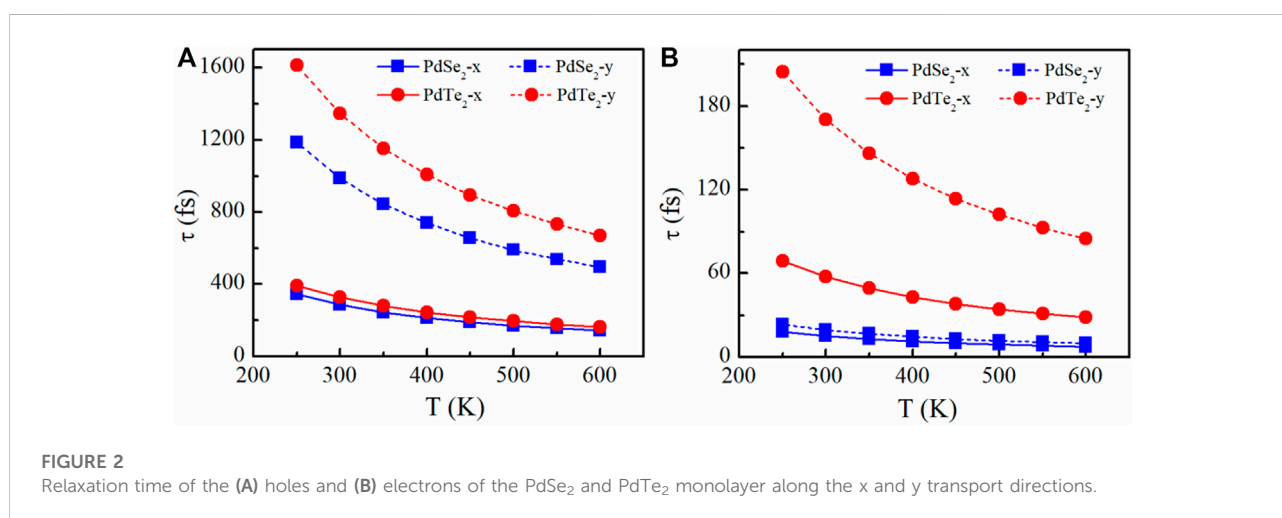 A
PdSe₂-x PdSe₂-y
PdTe₂-x PdTe₂-y
1600
1200
800
400
0
τ (fs)
200 300 400 500 600
T (K)
B
PdSe₂-x PdSe₂-y
PdTe₂-x PdTe₂-y
180
120
60
0
τ (fs)
200 300 400 500 600
T (K)
FIGURE 2
Relaxation time of the (A) holes and (B) electrons of the PdSe₂ and PdTe₂ monolayer along the x and y transport directions.